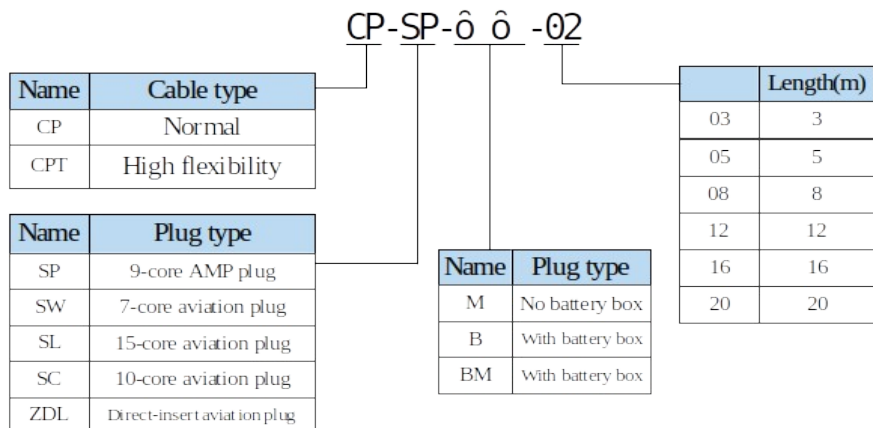 CP-SP-ô ô -02
Name Cable type
CP Normal
CPT High flexibility
Name Plug type
SP 9-core AMP plug
SW 7-core aviation plug
SL 15-core aviation plug
SC 10-core aviation plug
ZDL Direct-insert aviation plug
Name Plug type
M No battery box
B With battery box
BM With battery box
Length(m)
03 3
05 5
08 8
12 12
16 16
20 20